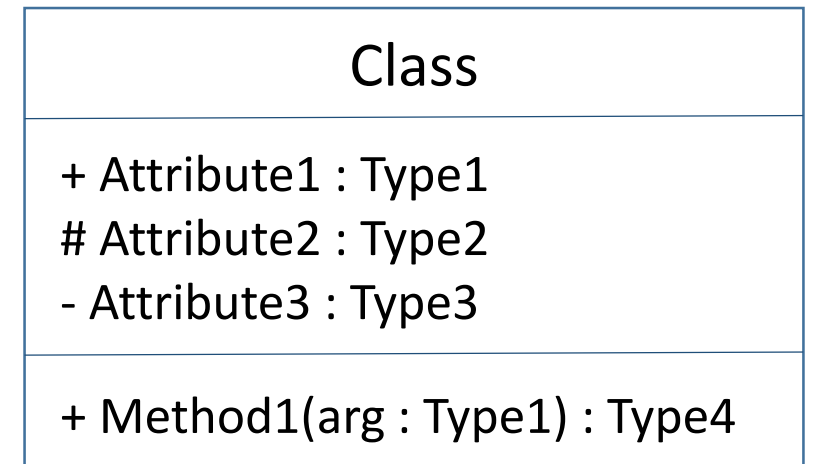 Class
+ Attribute1 : Type1
# Attribute2 : Type2
- Attribute3 : Type3
+ Method1(arg : Type1) : Type4